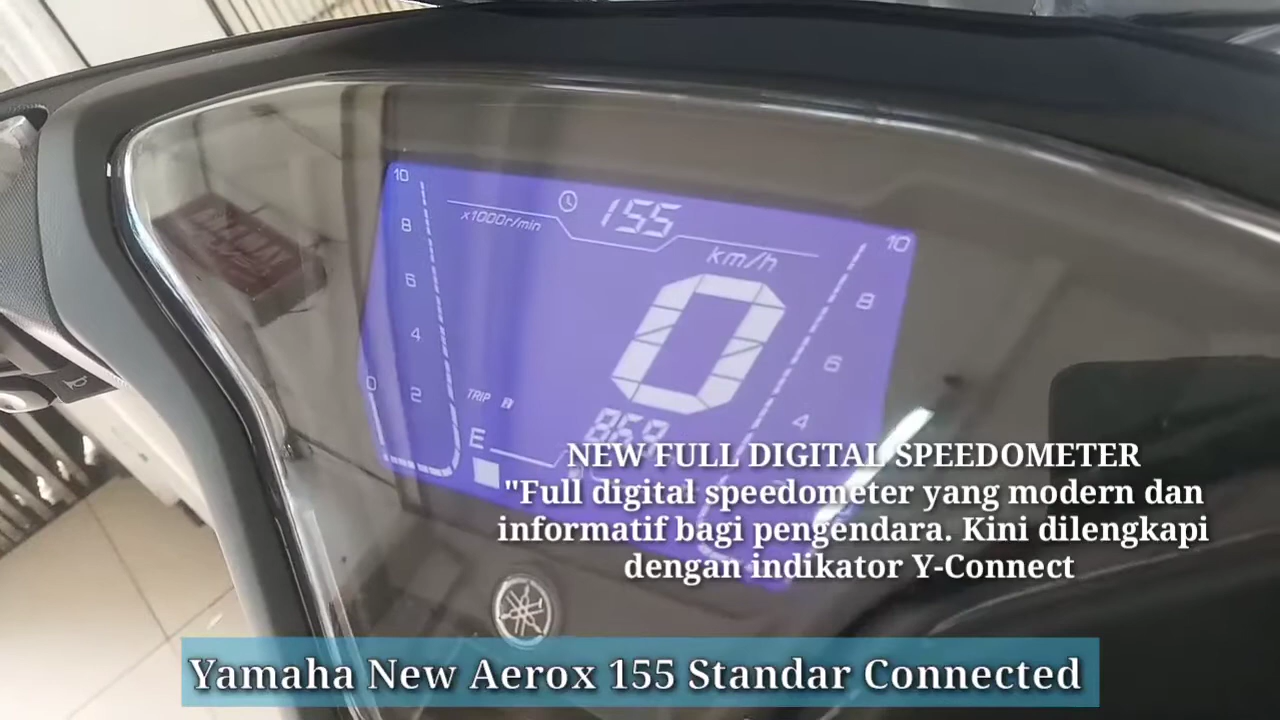 10
8
6
4
2
0
x1000r/min
155
km/h
10
8
6
4
0
TRIP 2
E
869
NEW FULL DIGITAL SPEEDOMETER
"Full digital speedometer yang modern dan
informatif bagi pengendara. Kini dilengkapi
dengan indikator Y-Connect
Yamaha New Aerox 155 Standar Connected